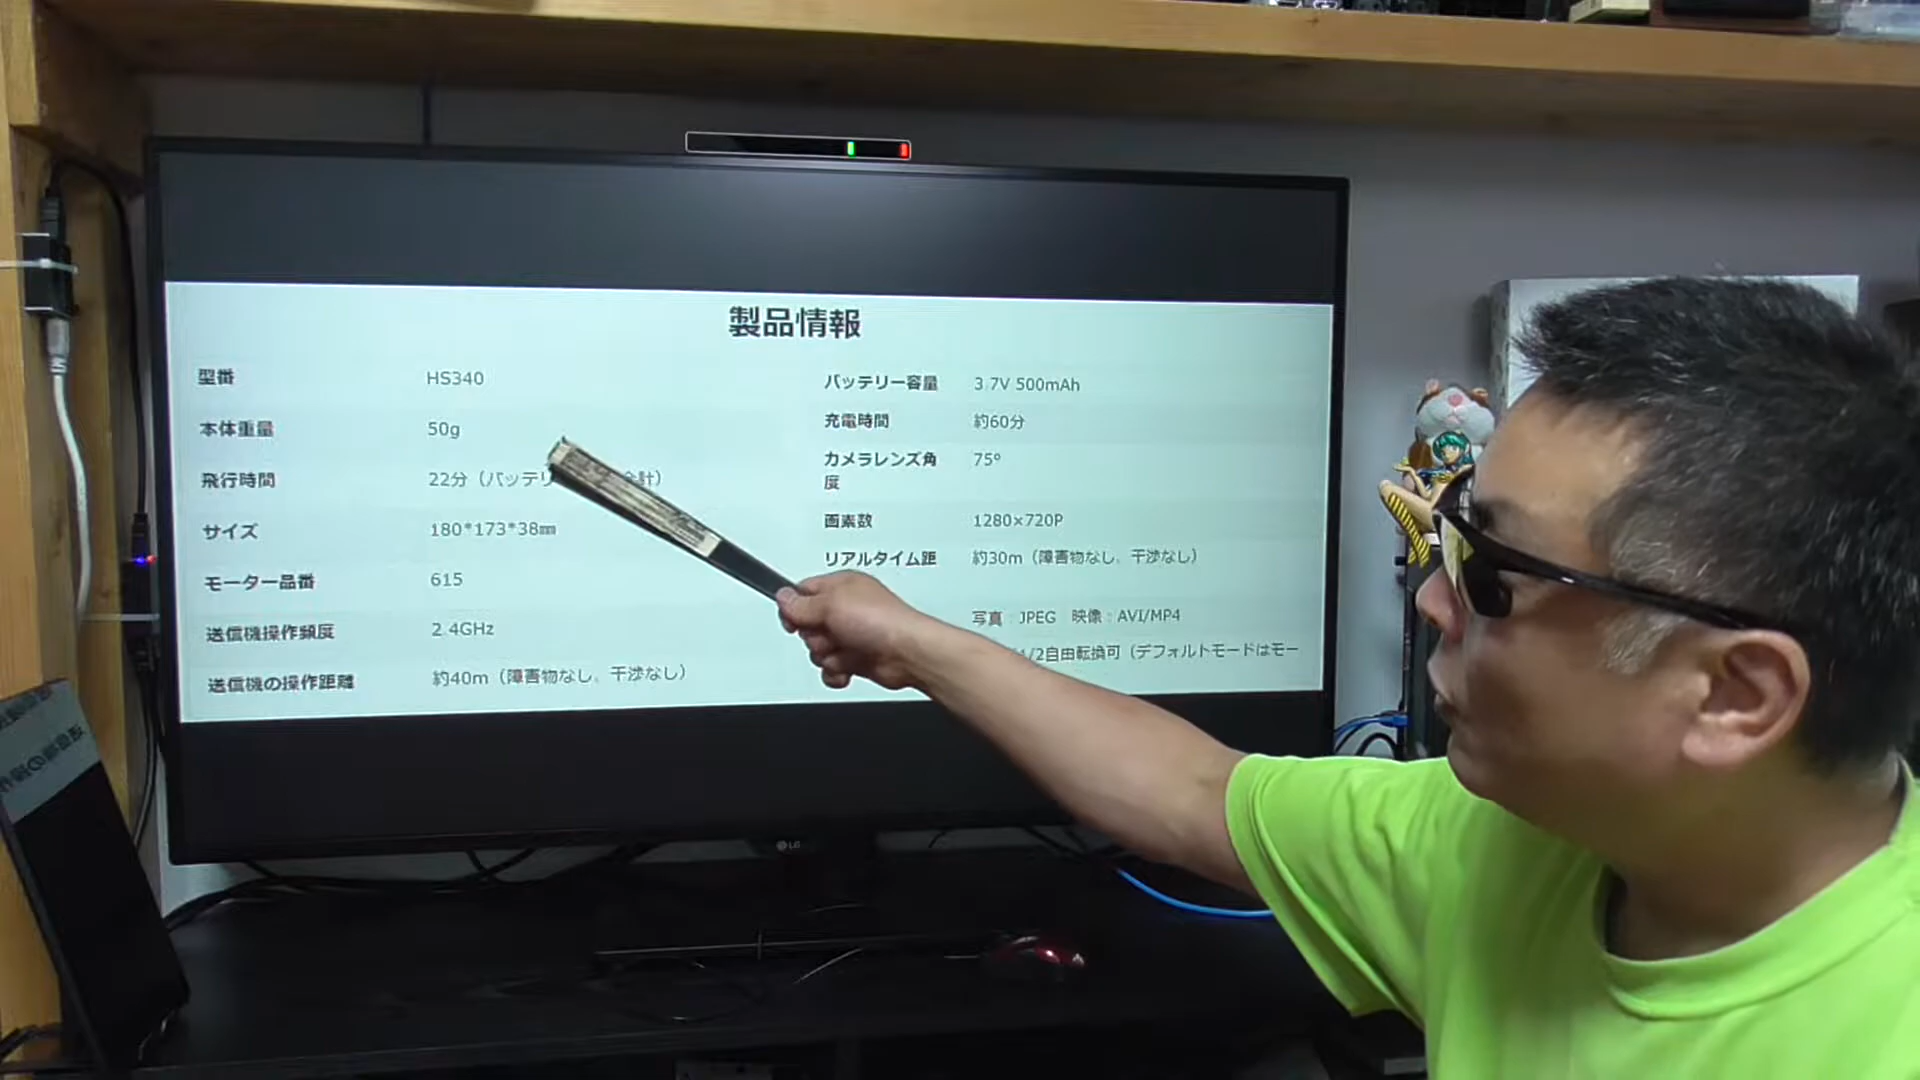 製品情報
型番 HS340
本体重量 50g
飛行時間 22分（バッテリ 合計）
サイズ 180*173*38㎜
モーター品番 615
送信機操作頻度 2.4GHz
送信機の操作距離 約40m（障害物なし、干渉なし）
バッテリー容量 3.7V 500mAh
充電時間 約60分
カメラレンズ角
度 75°
画素数 1280×720P
リアルタイム距 約30m（障害物なし、干渉なし）
写真：JPEG 映像：AVI/MP4
1/2自由転換可（デフォルトモードはモー
LG